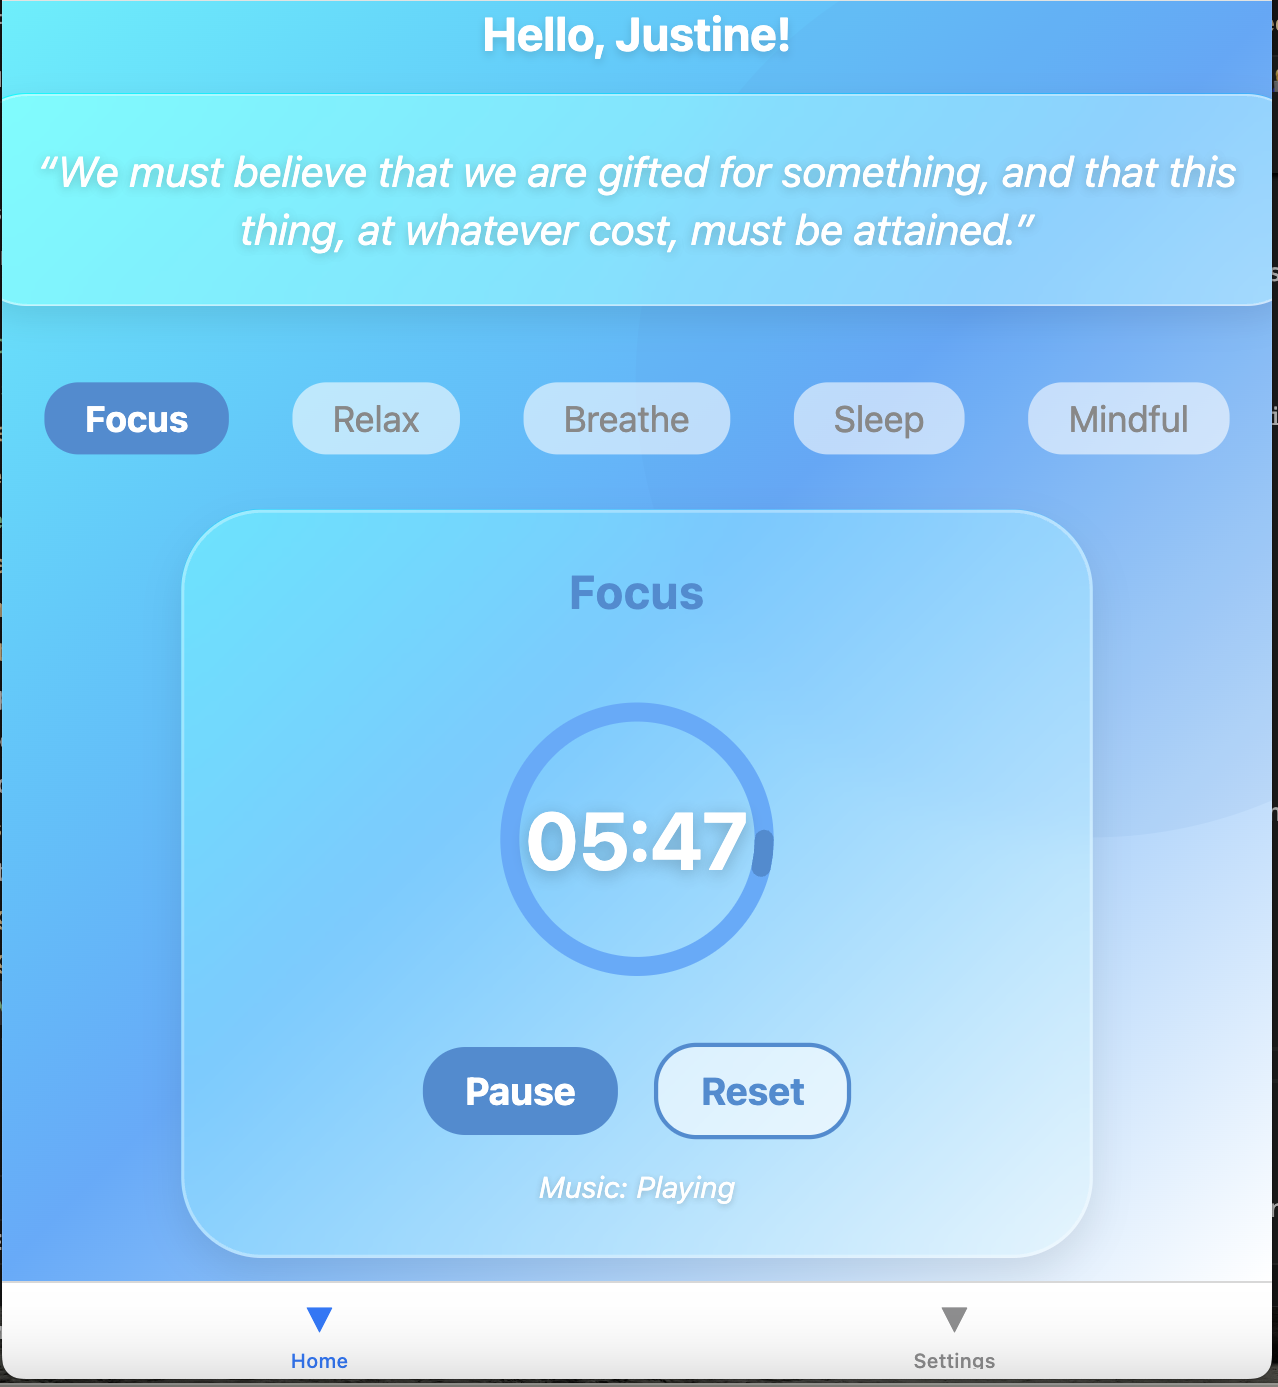 Hello, Justine!
“We must believe that we are gifted for something, and that this
thing, at whatever cost, must be attained.”
Focus Relax Breathe Sleep Mindful
Focus
05:47
Pause Reset
Music: Playing
Home Settings